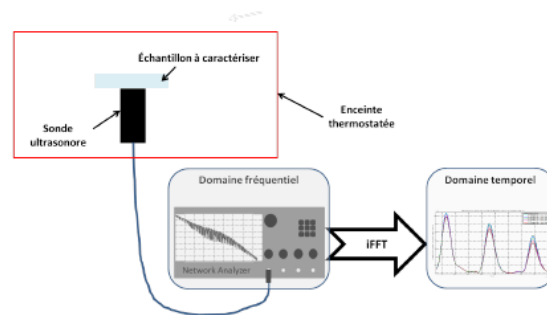 Échantillon à caractériser
Sonde
ultrasonore
Enceinte
thermostatée
Domaine fréquentiel
Domaine temporel
iFFT
Network Analyzer